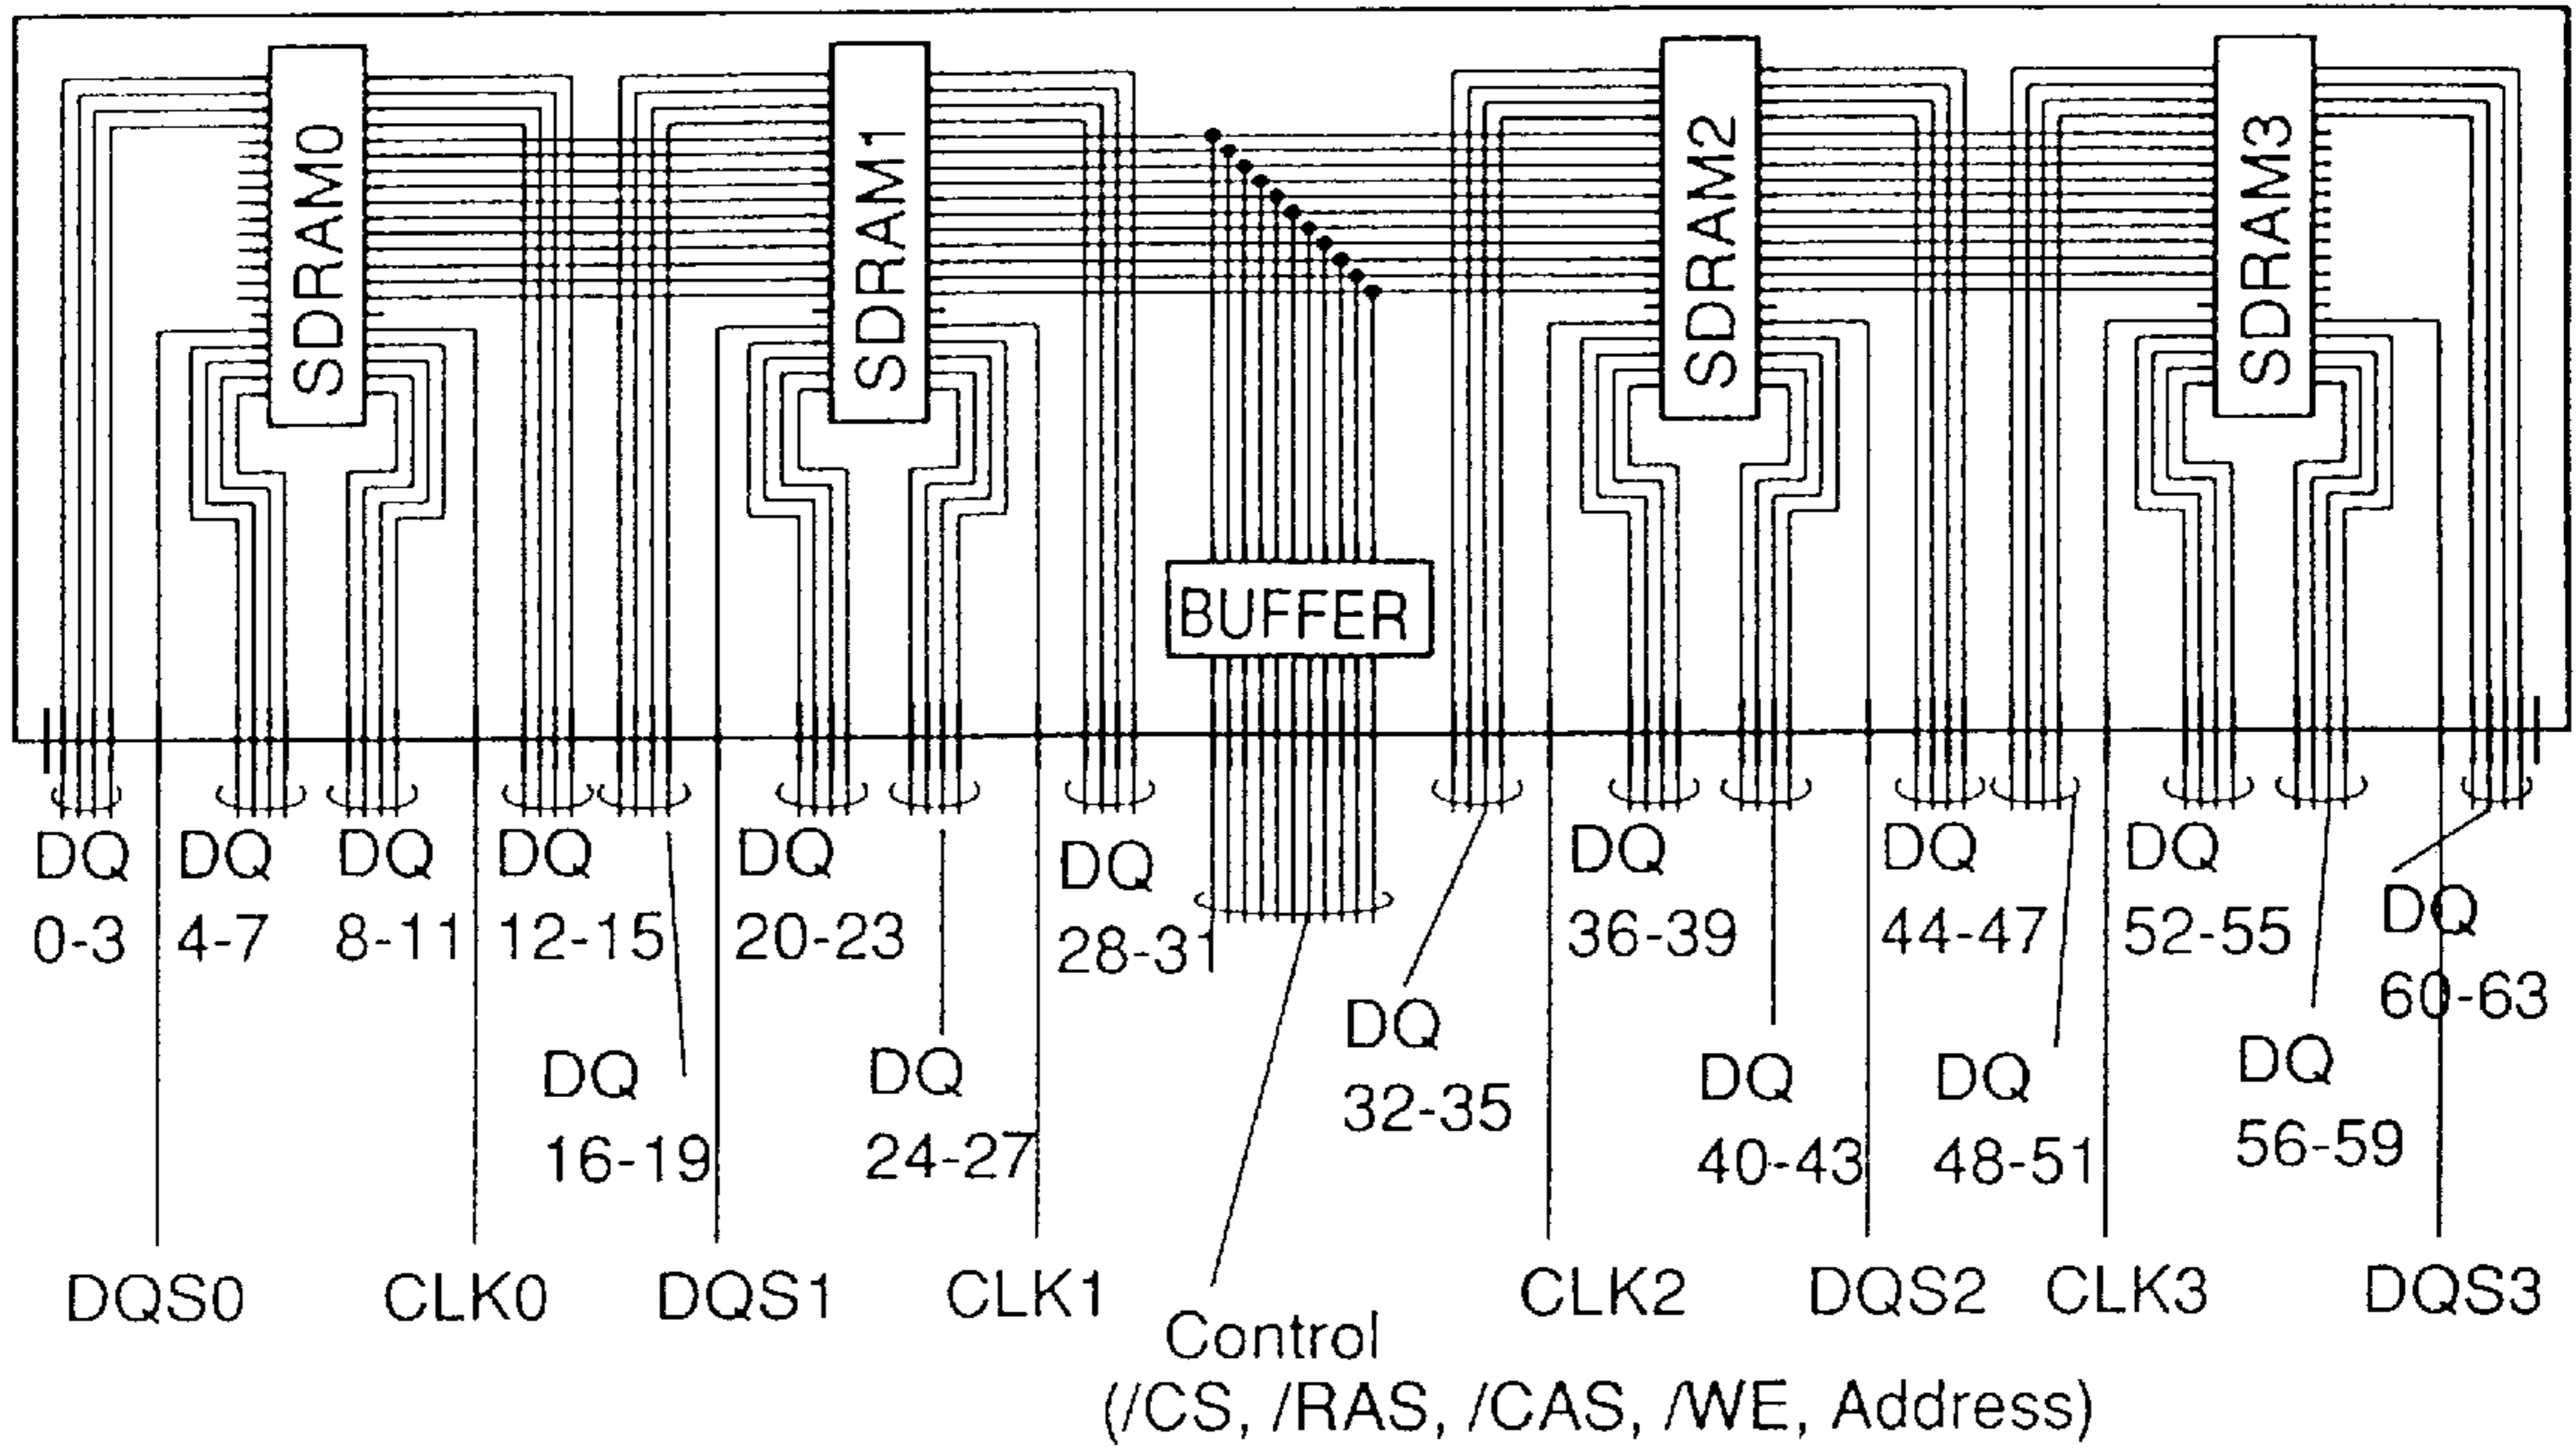 SDRAM0
SDRAM1
SDRAM2
SDRAM3
BUFFER
DQ
0-3
DQ
4-7
DQ
8-11
DQ
12-15
DQ
16-19
DQ
20-23
DQ
24-27
DQ
28-31
DQ
32-35
DQ
36-39
DQ
40-43
DQ
44-47
DQ
48-51
DQ
52-55
DQ
56-59
DQ
60-63
DQS0
CLK0
DQS1
CLK1
CLK2
DQS2
CLK3
DQS3
Control
(/CS, /RAS, /CAS, /WE, Address)